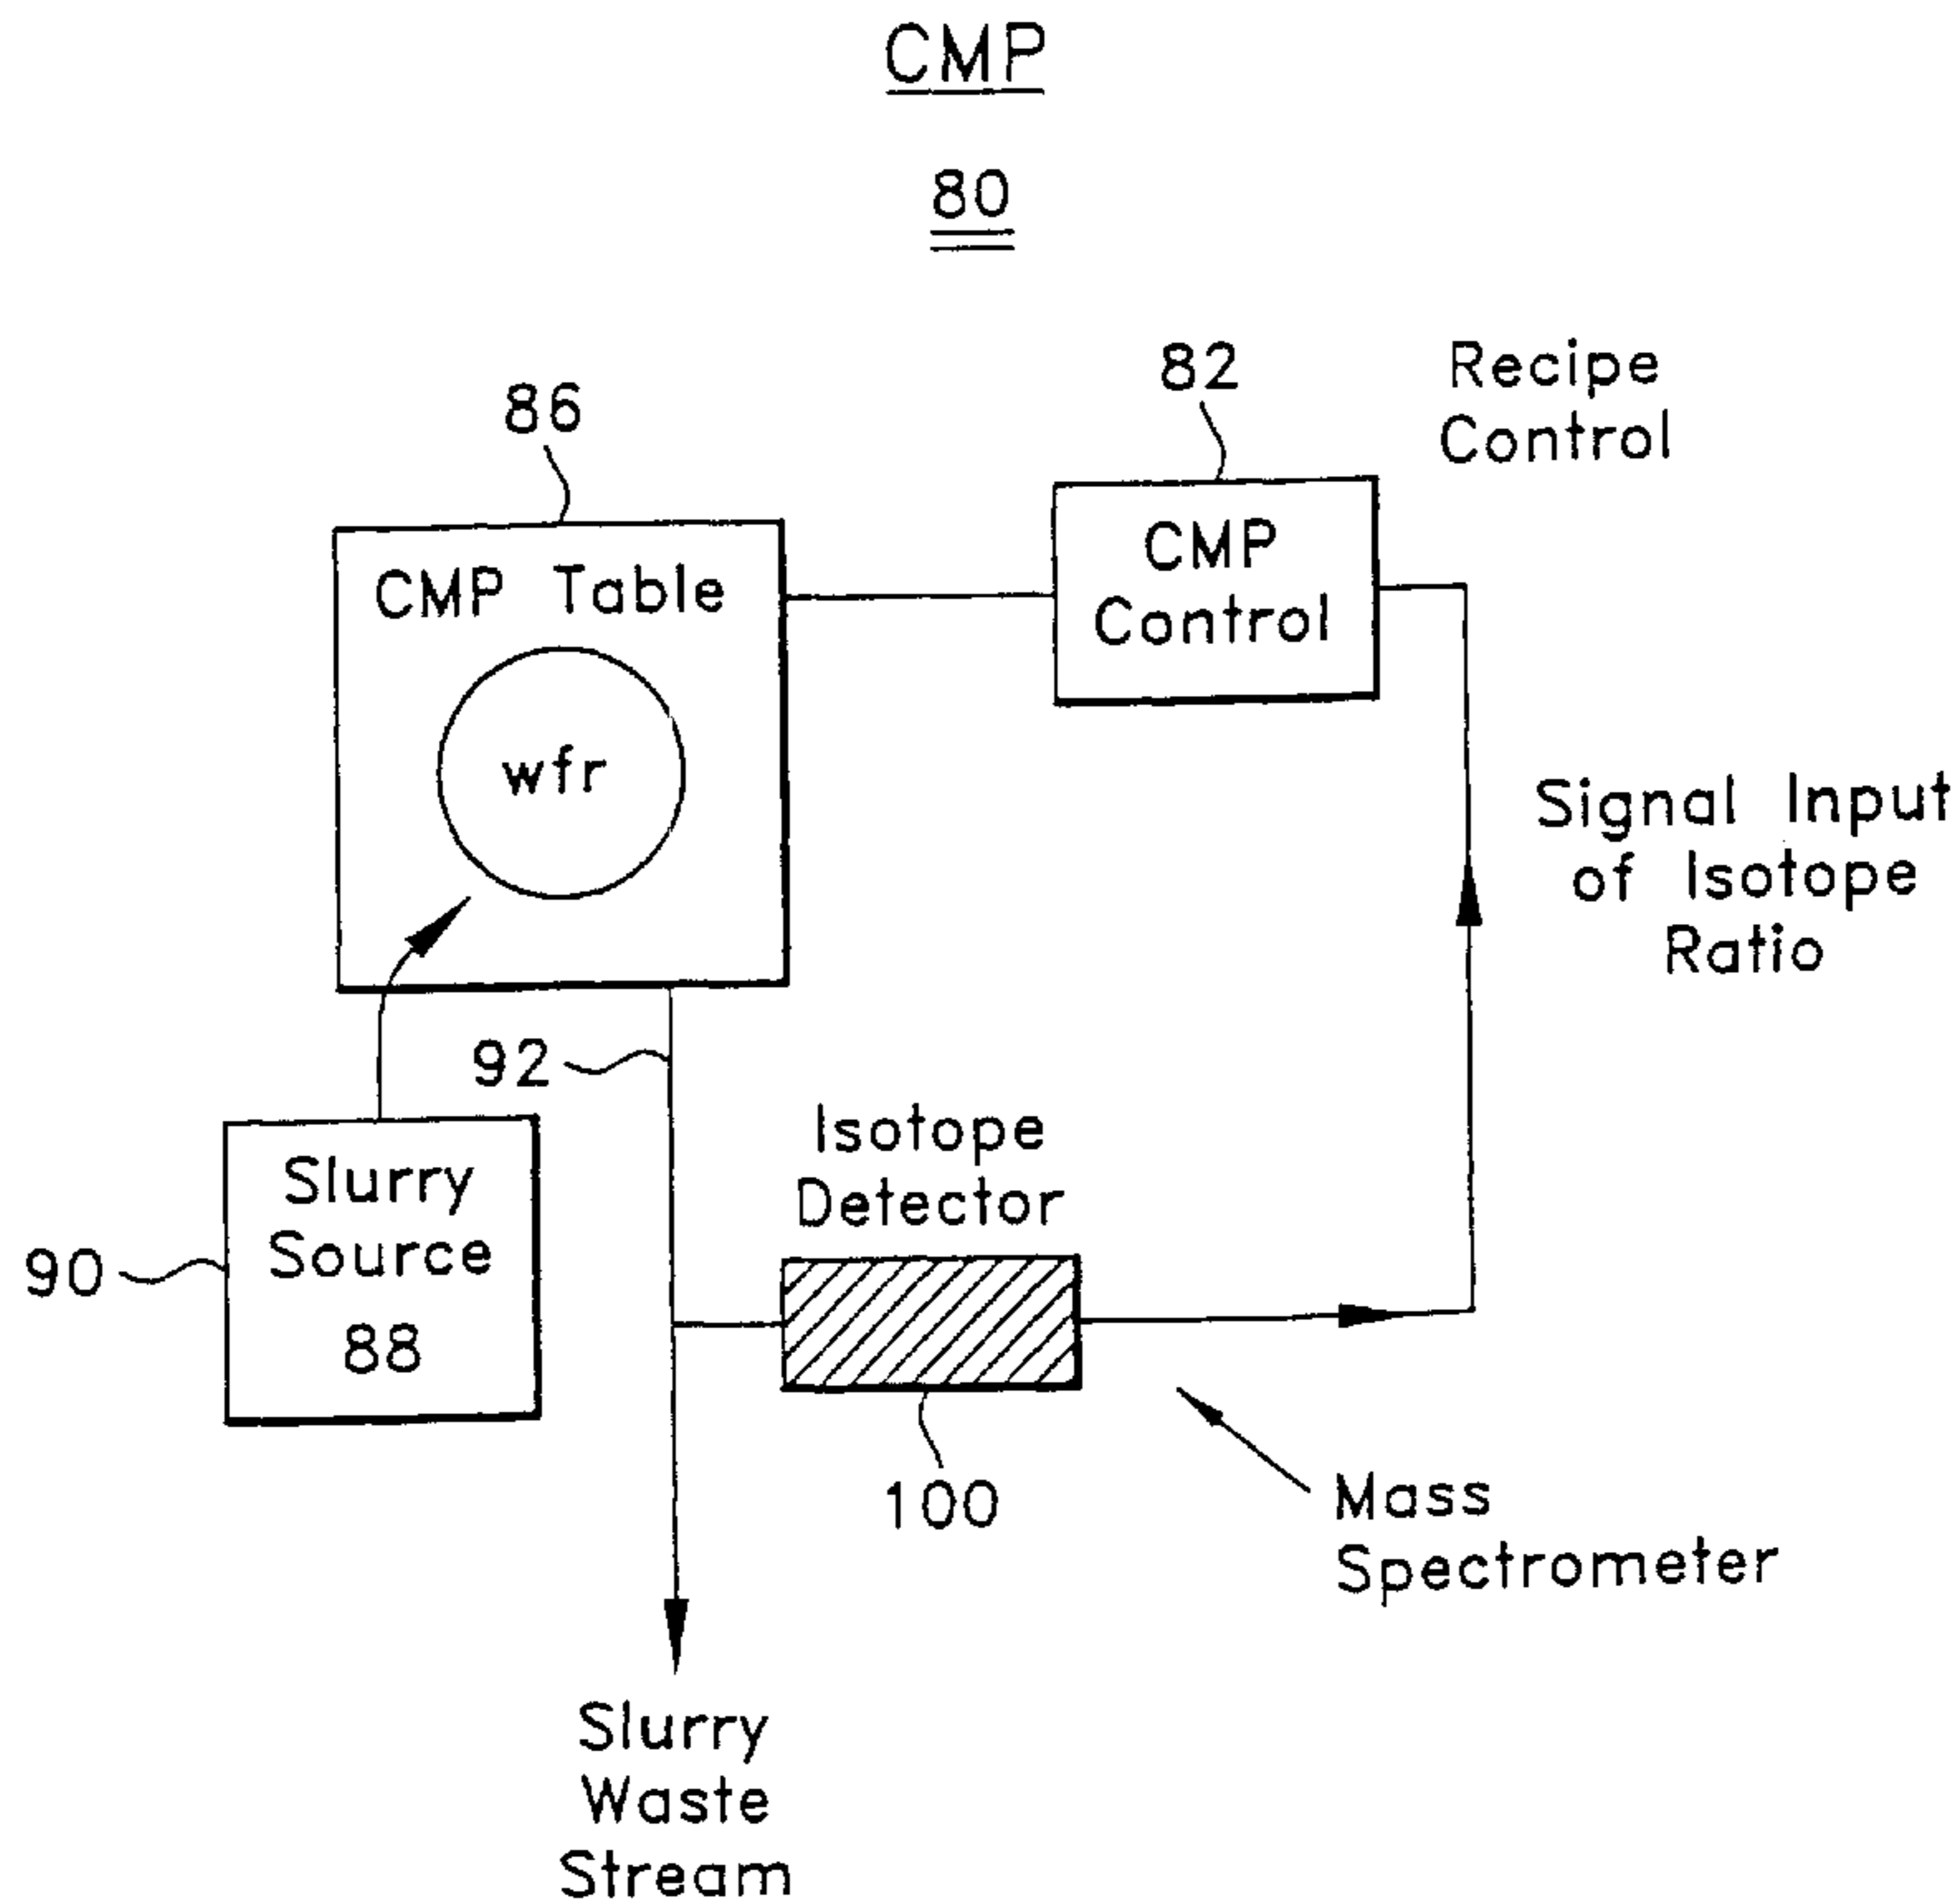 CMP
80
86
82
Recipe
Control
CMP Table
wfr
CMP
Control
Signal Input
of Isotope
Ratio
92
90
Slurry
Source
88
Isotope
Detector
100
Mass
Spectrometer
Slurry
Waste
Stream